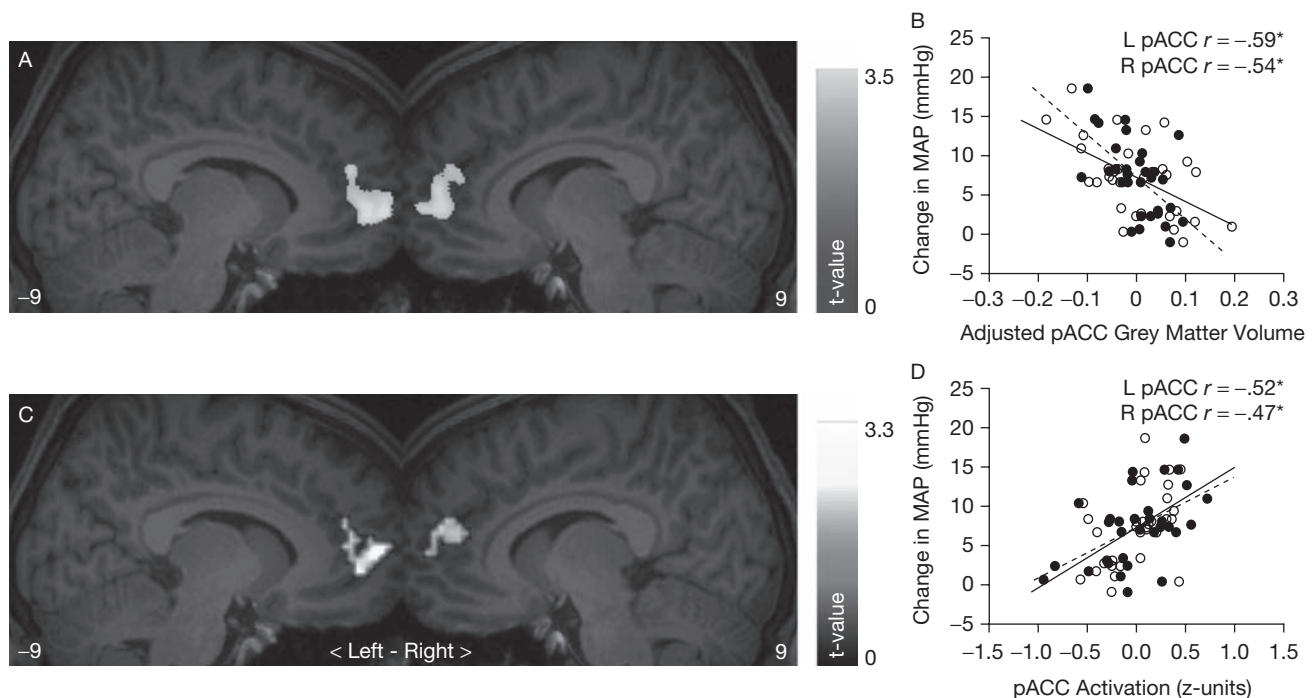 A
−9
9
3.5
t-value
0
B
L pACC r = −.59*
R pACC r = −.54*
Change in MAP (mmHg)
25
20
15
10
5
0
−5
−0.3 −0.2 −0.1 0 0.1 0.2 0.3
Adjusted pACC Grey Matter Volume
C
−9
< Left - Right >
9
3.3
t-value
0
D
L pACC r = −.52*
R pACC r = −.47*
Change in MAP (mmHg)
25
20
15
10
5
0
−5
−1.5 −1.0 −0.5 0.0 0.5 1.0 1.5
pACC Activation (z-units)